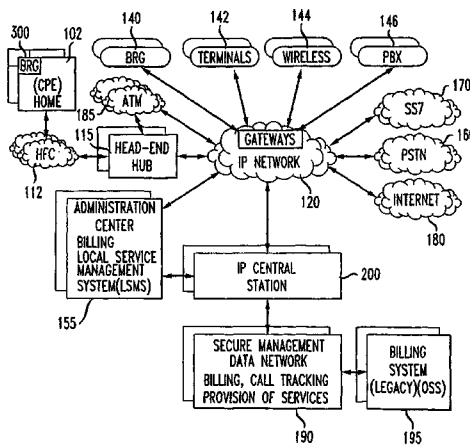 140
142
144
146
BRG
TERMINALS
WIRELESS
PBX
300
102
BRG
(CPE)
HOME
170
SS7
185
ATM
115
HEAD-END
HUB
HFC
112
GATEWAYS
IP NETWORK
120
160
PSTN
INTERNET
180
ADMINISTRATION
CENTER
BILLING
LOCAL SERVICE
MANAGEMENT
SYSTEM(LSMS)
155
IP CENTRAL
STATION
200
SECURE MANAGEMENT
DATA NETWORK
BILLING, CALL TRACKING
PROVISION OF SERVICES
190
BILLING
SYSTEM
(LEGACY)(OSS)
195